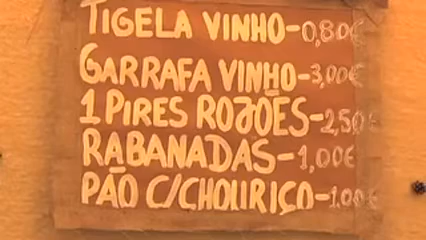 TIGELA VINHO-0,80€
GARRAFA VINHO-3,00€
1 PIRES ROJÕES-2,50€
RABANADAS-1,00€
PÃO C/CHOURIÇO-1,00€